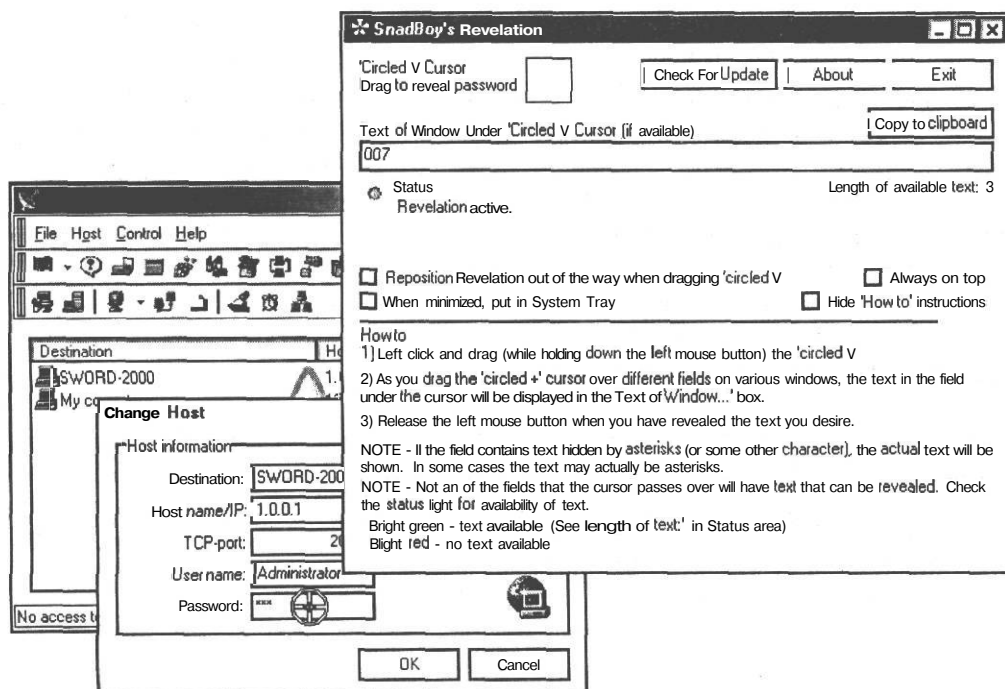 SnadBoy's Revelation
'Circled V Cursor
Drag to reveal password
Check For Update
About
Exit
Copy to clipboard
Text of Window Under 'Circled V Cursor (if available)
007
Status
Revelation active.
Length of available text: 3
Reposition Revelation out of the way when dragging 'circled V
Always on top
When minimized, put in System Tray
Hide 'How to' instructions
How to
1) Left click and drag (while holding down the left mouse button) the 'circled V
2) As you drag the 'circled +' cursor over different fields on various windows, the text in the field
under the cursor will be displayed in the Text of Window...' box.
3) Release the left mouse button when you have revealed the text you desire.
NOTE - II the field contains text hidden by asterisks (or some other character), the actual text will be
shown. In some cases the text may actually be asterisks.
NOTE - Not an of the fields that the cursor passes over will have text that can be revealed. Check
the status light for availability of text.
Bright green - text available (See length of text:' in Status area)
Blight red - no text available
File Host Control Help
Destination
Ho
SWORD-2000
1.0
My co
No access t
Change Host
Host information
Destination: SWORD-200
Host name/IP: 1.0.0.1
TCP-port: 20
User name: Administrator
Password: ***
OK
Cancel